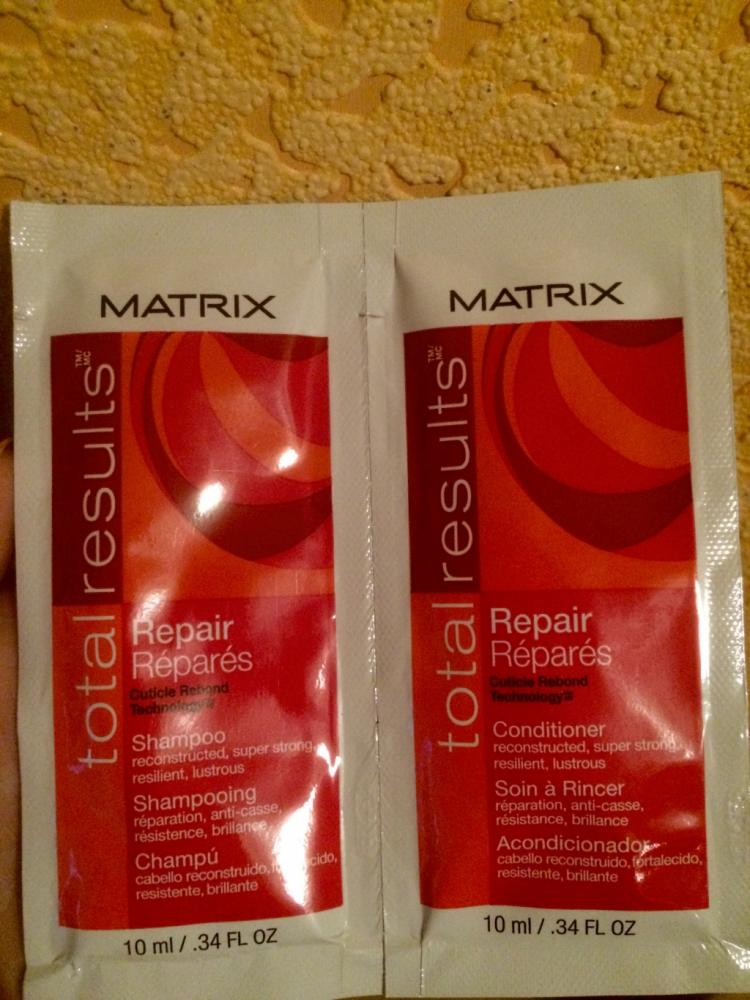 MATRIX
total results TM/MC
Repair
Réparés
Cuticle Rebond
Technology
Shampoo
reconstructed, super strong,
resilient, lustrous
Shampooing
réparation, anti-casse,
résistence, brillance
Champú
cabello reconstruido,
resistente, brillante
10 ml / .34 FL OZ
MATRIX
total results TM/MC
Repair
Réparés
Cuticle Rebond
Technology
Conditioner
reconstructed, super strong,
resilient, lustrous
Soin à Rincer
réparation, anti-casse,
résistance, brillance
Acondicionador
cabello reconstruido, fortalecido,
resistente, brillante
10 ml / .34 FL OZ